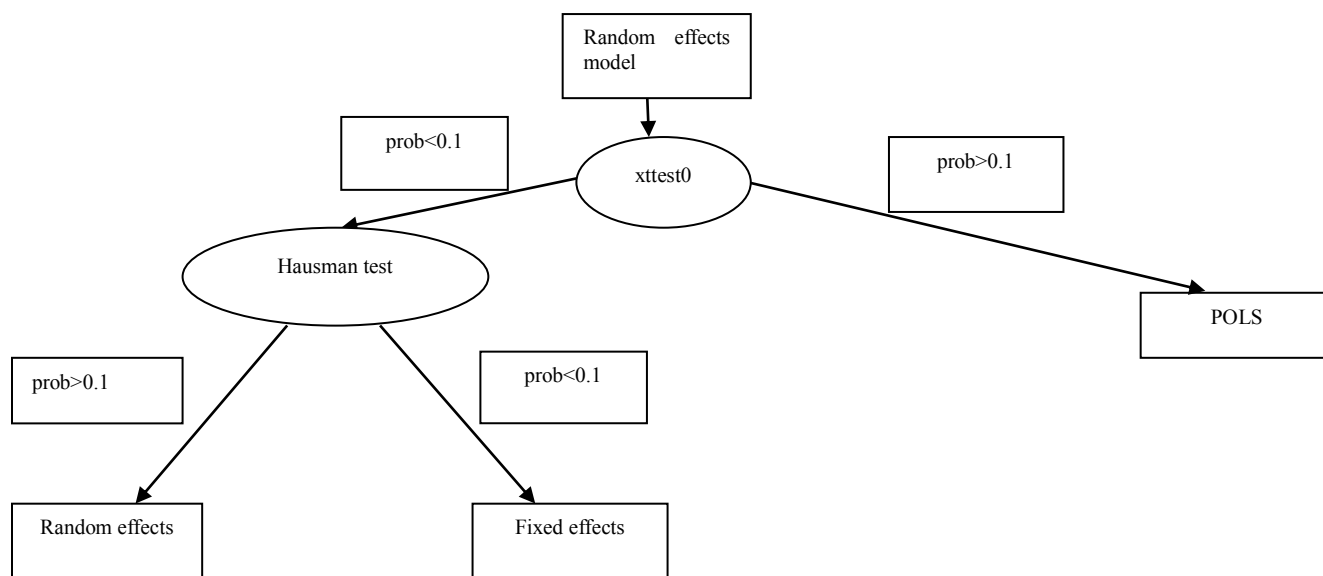 Random effects
model
prob<0.1
prob>0.1
xttest0
Hausman test
POLS
prob>0.1
prob<0.1
Random effects
Fixed effects